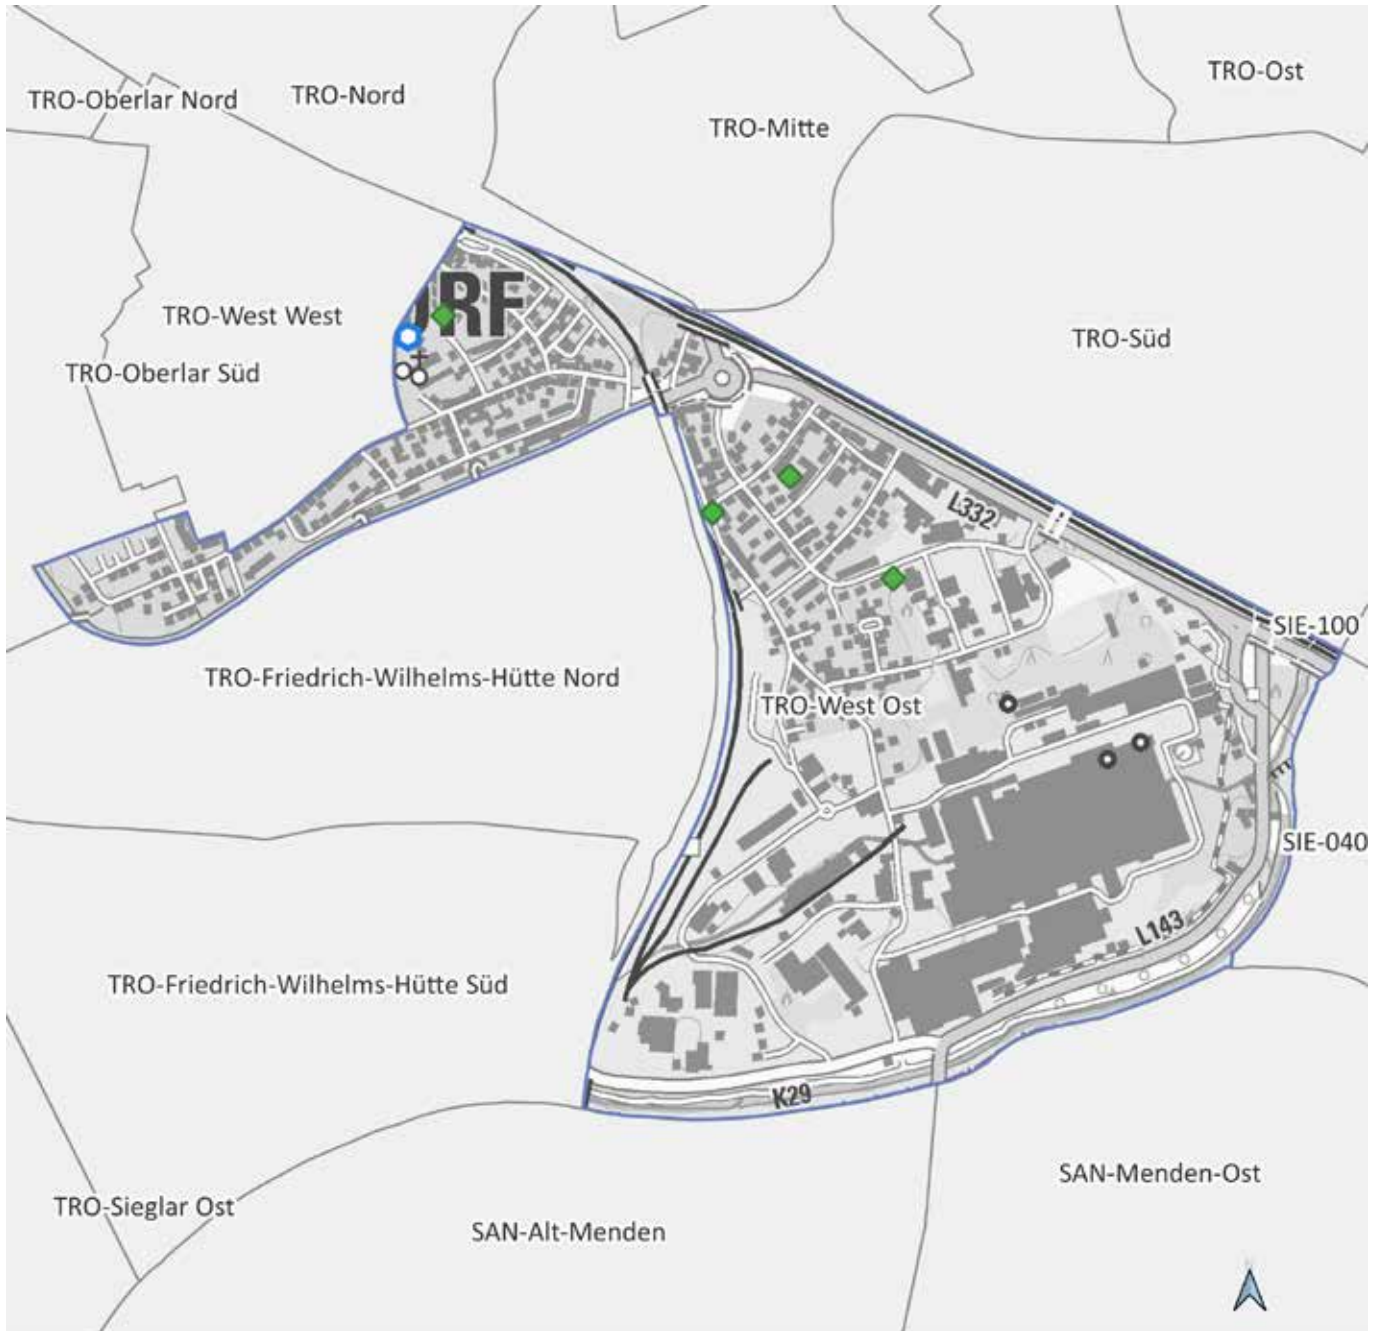 TRO-Ost
TRO-Oberlar Nord
TRO-Nord
TRO-Mitte
RF
TRO-West West
TRO-Süd
TRO-Oberlar Süd
L332
SIE-100
TRO-Friedrich-Wilhelms-Hütte Nord
TRO-West Ost
SIE-040
L143
TRO-Friedrich-Wilhelms-Hütte Süd
K29
SAN-Menden-Ost
TRO-Sieglar Ost
SAN-Alt-Menden